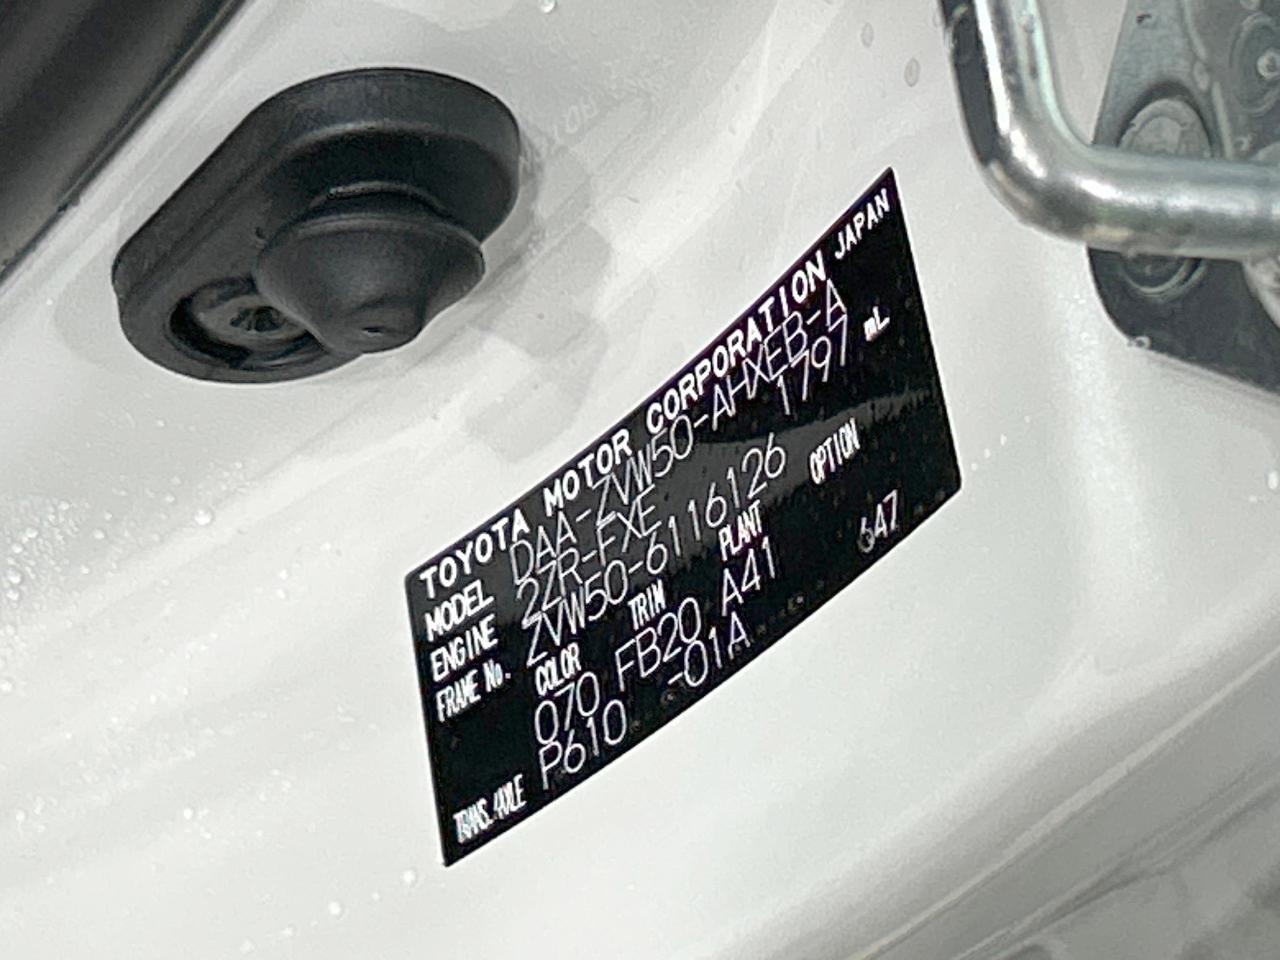 TOYOTA MOTOR CORPORATION JAPAN
MODEL DAA-ZVW50-AHXEB-A
ENGINE 2ZR-FXE 1797 mL
FRAME No. ZVW50-6116126
COLOR TRIM PLANT OPTION
070 FB20 A41 647
TRANS./AXLE P610 -01A